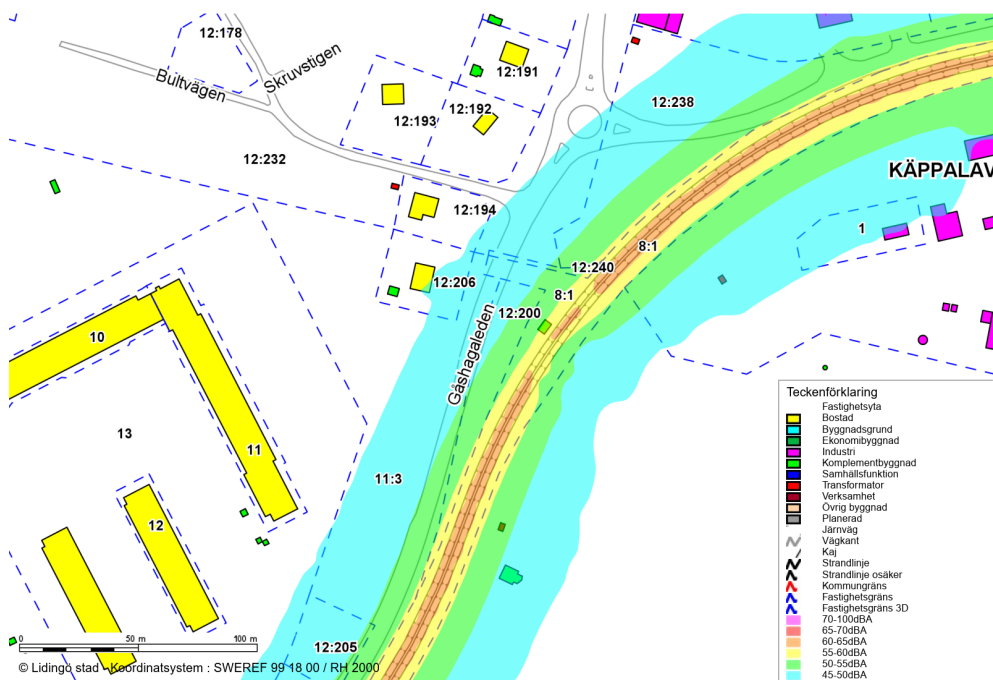 12:178
Skruvstigen
Bultvägen
12:191
12:192
12:193
12:238
12:232
KÄPPALAV
12:194
1
8:1
12:240
12:206
8:1
12:200
Gåshagaleden
10
13
11
11:3
12
12:205
0 50 m 100 m
© Lidingö stad - Koordinatsystem : SWEREF 99 18 00 / RH 2000
Teckenförklaring
Fastighetsyta
Bostad
Byggnadsgrund
Ekonomibyggnad
Industri
Komplementbyggnad
Samhällsfunktion
Transformator
Verksamhet
Övrig byggnad
Planerad
Järnväg
Vägkant
Kaj
Strandlinje
Strandlinje osäker
Kommungräns
Fastighetsgräns
Fastighetsgräns 3D
70-100dBA
65-70dBA
60-65dBA
55-60dBA
50-55dBA
45-50dBA